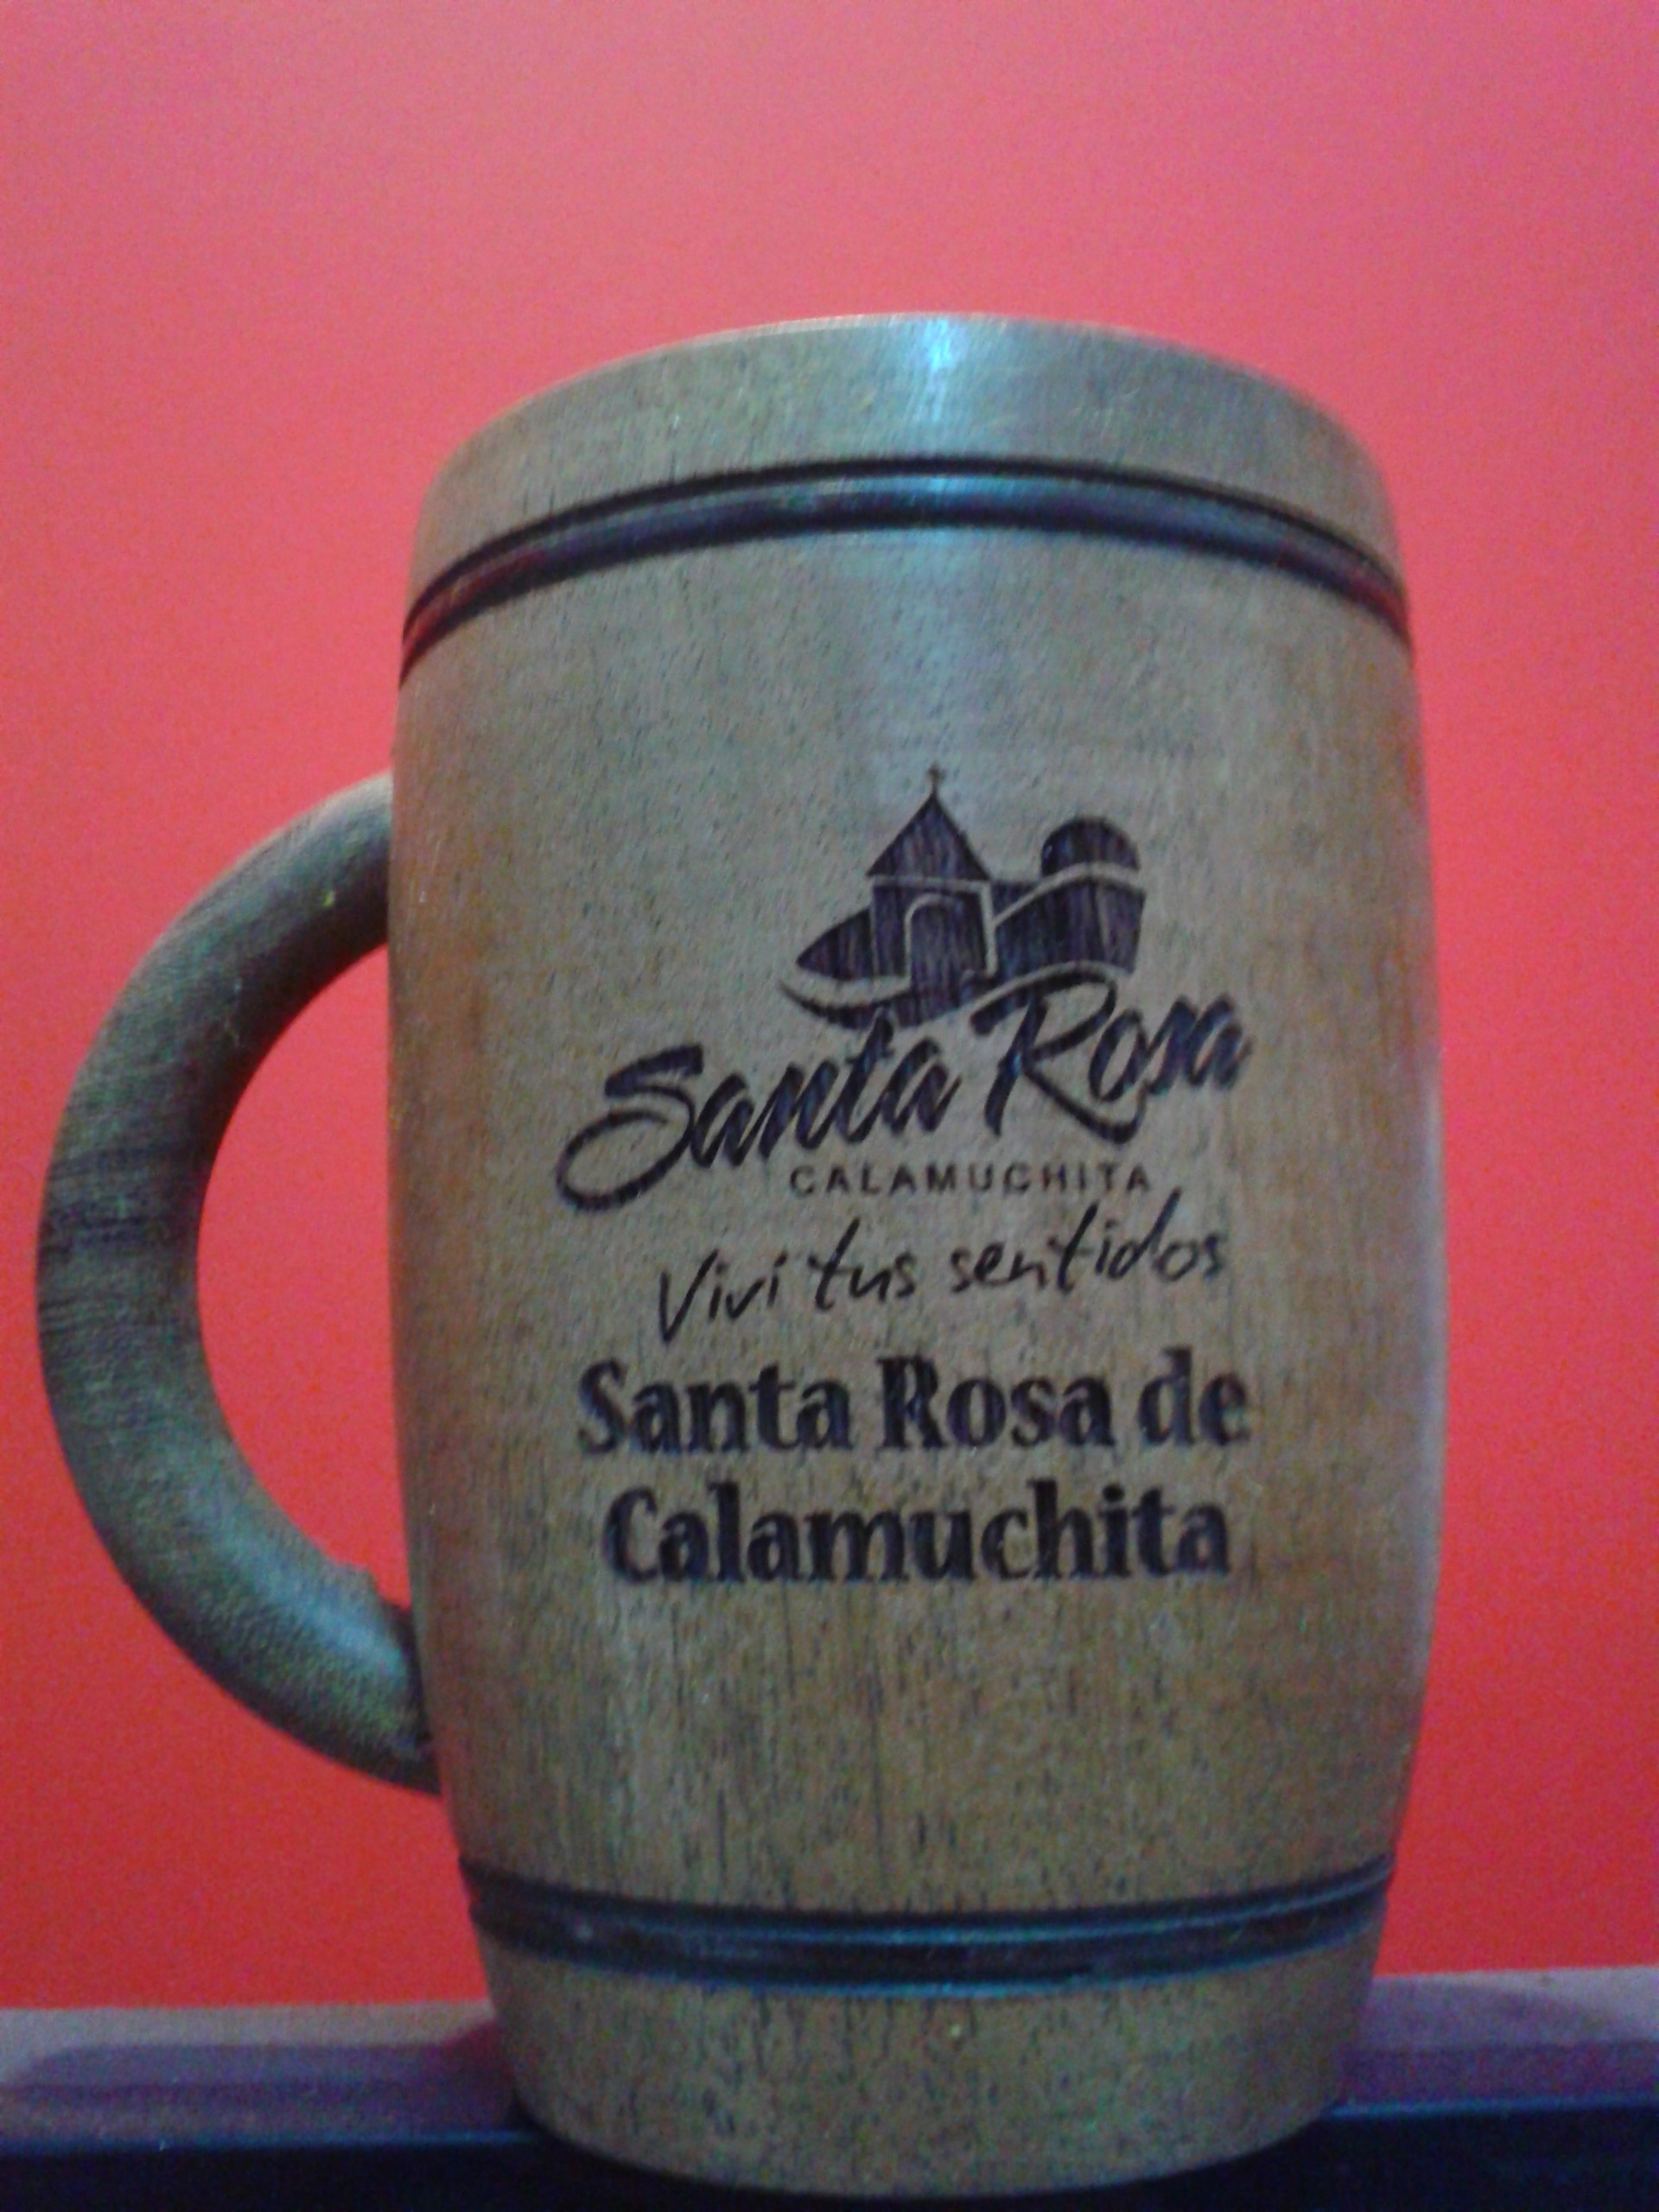 Santa Rosa
CALAMUCHITA
Viví tus sentidos
Santa Rosa de
Calamuchita